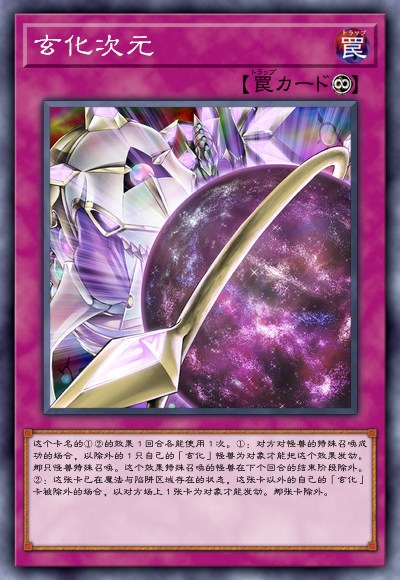 玄化次元
罠
トラップ
【罠カード】
トラップ
这个卡名的①②的效果1回合各能使用1次。①：对方对怪兽的特殊召唤成
功的场合，以除外的1只自己的「玄化」怪兽为对象才能把这个效果发动。
那只怪兽特殊召唤。这个效果特殊召唤的怪兽在下个回合的结束阶段除外。
②：这张卡已在魔法与陷阱区域存在的状态，这张卡以外的自己的「玄化」
卡被除外的场合，以对方场上1张卡为对象才能发动。那张卡除外。